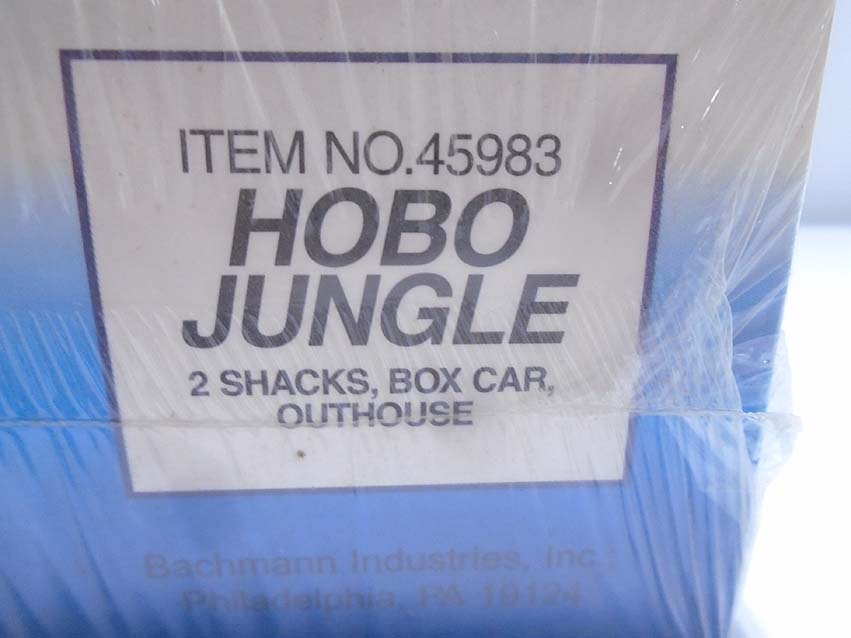 ITEM NO.45983
HOBO
JUNGLE
2 SHACKS, BOX CAR,
OUTHOUSE
Bachmann Industries, Inc.
Philadelphia, PA 19124